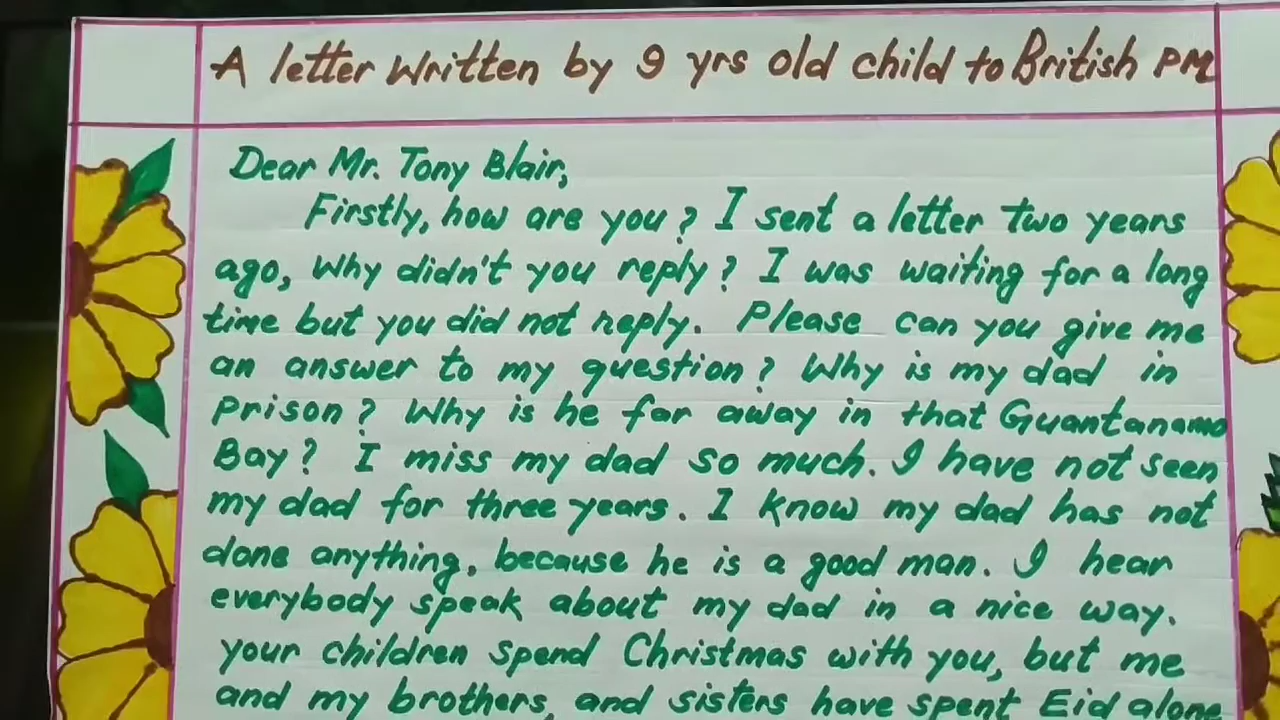 A letter written by 9 yrs old child to British PM
Dear Mr. Tony Blair,
Firstly, how are you? I sent a letter two years
ago, Why didn't you reply? I was waiting for a long
time but you did not reply. Please can you give me
an answer to my question? Why is my dad in
prison? Why is he far away in that Guantanamo
Bay? I miss my dad so much. I have not seen
my dad for three years. I know my dad has not
done anything, because he is a good man. I hear
everybody speak about my dad in a nice way.
your children spend Christmas with you, but me
and my brothers, and sisters have spent Eid alone